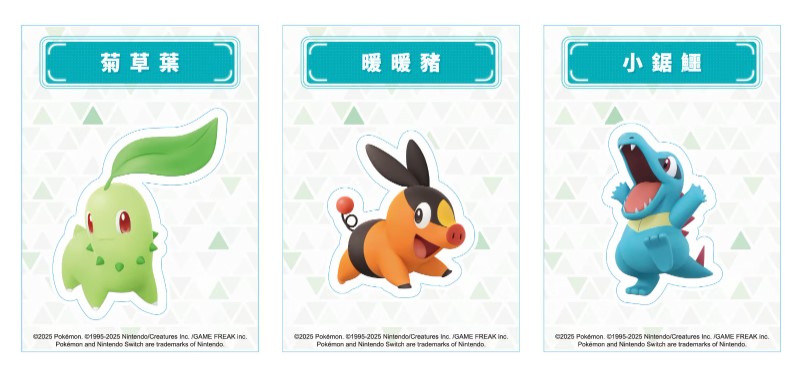 菊草葉
暖暖豬
小鋸鱷
©2025 Pokémon. ©1995-2025 Nintendo/Creatures Inc. /GAME FREAK inc.
Pokémon and Nintendo Switch are trademarks of Nintendo.
©2025 Pokémon. ©1995-2025 Nintendo/Creatures Inc. /GAME FREAK inc.
Pokémon and Nintendo Switch are trademarks of Nintendo.
©2025 Pokémon. ©1995-2025 Nintendo/Creatures Inc. /GAME FREAK inc.
Pokémon and Nintendo Switch are trademarks of Nintendo.